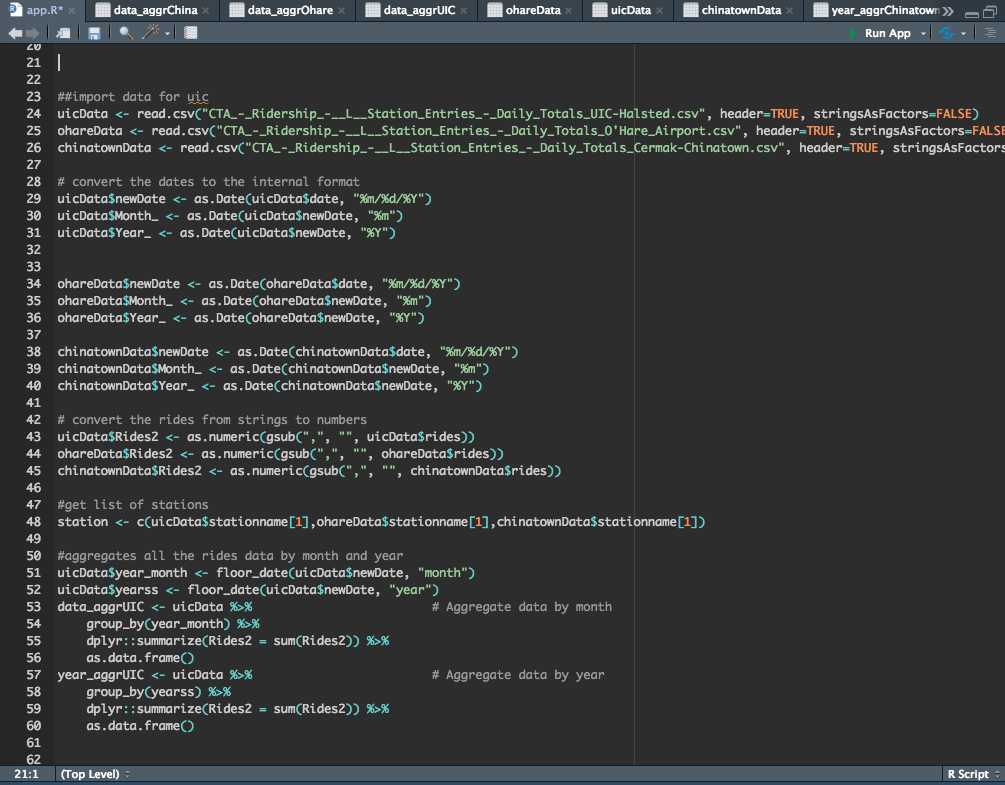 app.R* × data_aggrChina × data_aggrOhare × data_aggrUIC × ohareData × uicData × chinatownData × year_aggrChinatown »
Run App
20
21
22
23 ##import data for uic
24 uicData <- read.csv("CTA_-_Ridership_-__L__Station_Entries_-_Daily_Totals_UIC-Halsted.csv", header=TRUE, stringsAsFactors=FALSE)
25 ohareData <- read.csv("CTA_-_Ridership_-__L__Station_Entries_-_Daily_Totals_O'Hare_Airport.csv", header=TRUE, stringsAsFactors=FALSE
26 chinatownData <- read.csv("CTA_-_Ridership_-__L__Station_Entries_-_Daily_Totals_Cermak-Chinatown.csv", header=TRUE, stringsAsFactors
27
28 # convert the dates to the internal format
29 uicData$newDate <- as.Date(uicData$date, "%m/%d/%Y")
30 uicData$Month_ <- as.Date(uicData$newDate, "%m")
31 uicData$Year_ <- as.Date(uicData$newDate, "%Y")
32
33
34 ohareData$newDate <- as.Date(ohareData$date, "%m/%d/%Y")
35 ohareData$Month_ <- as.Date(ohareData$newDate, "%m")
36 ohareData$Year_ <- as.Date(ohareData$newDate, "%Y")
37
38 chinatownData$newDate <- as.Date(chinatownData$date, "%m/%d/%Y")
39 chinatownData$Month_ <- as.Date(chinatownData$newDate, "%m")
40 chinatownData$Year_ <- as.Date(chinatownData$newDate, "%Y")
41
42 # convert the rides from strings to numbers
43 uicData$Rides2 <- as.numeric(gsub(",", "", uicData$rides))
44 ohareData$Rides2 <- as.numeric(gsub(",", "", ohareData$rides))
45 chinatownData$Rides2 <- as.numeric(gsub(",", "", chinatownData$rides))
46
47 #get list of stations
48 station <- c(uicData$stationname[1],ohareData$stationname[1],chinatownData$stationname[1])
49
50 #aggregates all the rides data by month and year
51 uicData$year_month <- floor_date(uicData$newDate, "month")
52 uicData$yearss <- floor_date(uicData$newDate, "year")
53 data_aggrUIC <- uicData %>% # Aggregate data by month
54 group_by(year_month) %>%
55 dplyr::summarize(Rides2 = sum(Rides2)) %>%
56 as.data.frame()
57 year_aggrUIC <- uicData %>% # Aggregate data by year
58 group_by(yearss) %>%
59 dplyr::summarize(Rides2 = sum(Rides2)) %>%
60 as.data.frame()
61
62
21:1 (Top Level) R Script